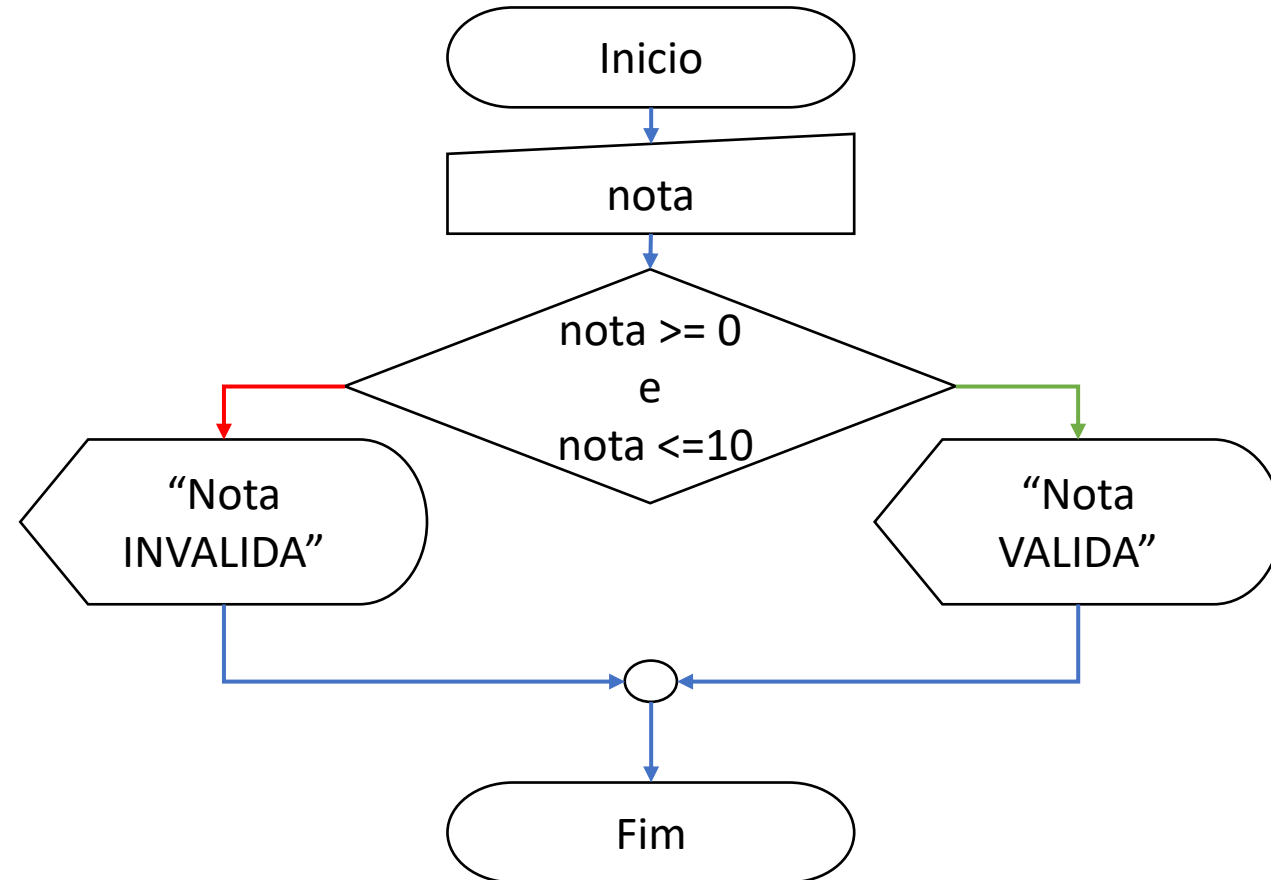 Inicio
nota
nota >= 0
e
nota <=10
“Nota
INVALIDA”
“Nota
VALIDA”
Fim